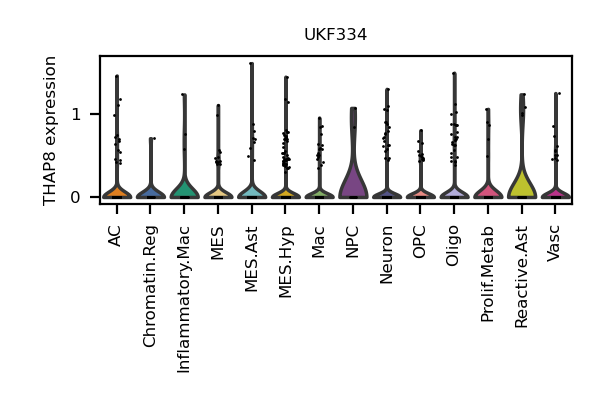 UKF334
THAP8 expression
1
0
AC
Chromatin.Reg
Inflammatory.Mac
MES
MES.Ast
MES.Hyp
Mac
NPC
Neuron
OPC
Oligo
Prolif.Metab
Reactive.Ast
Vasc